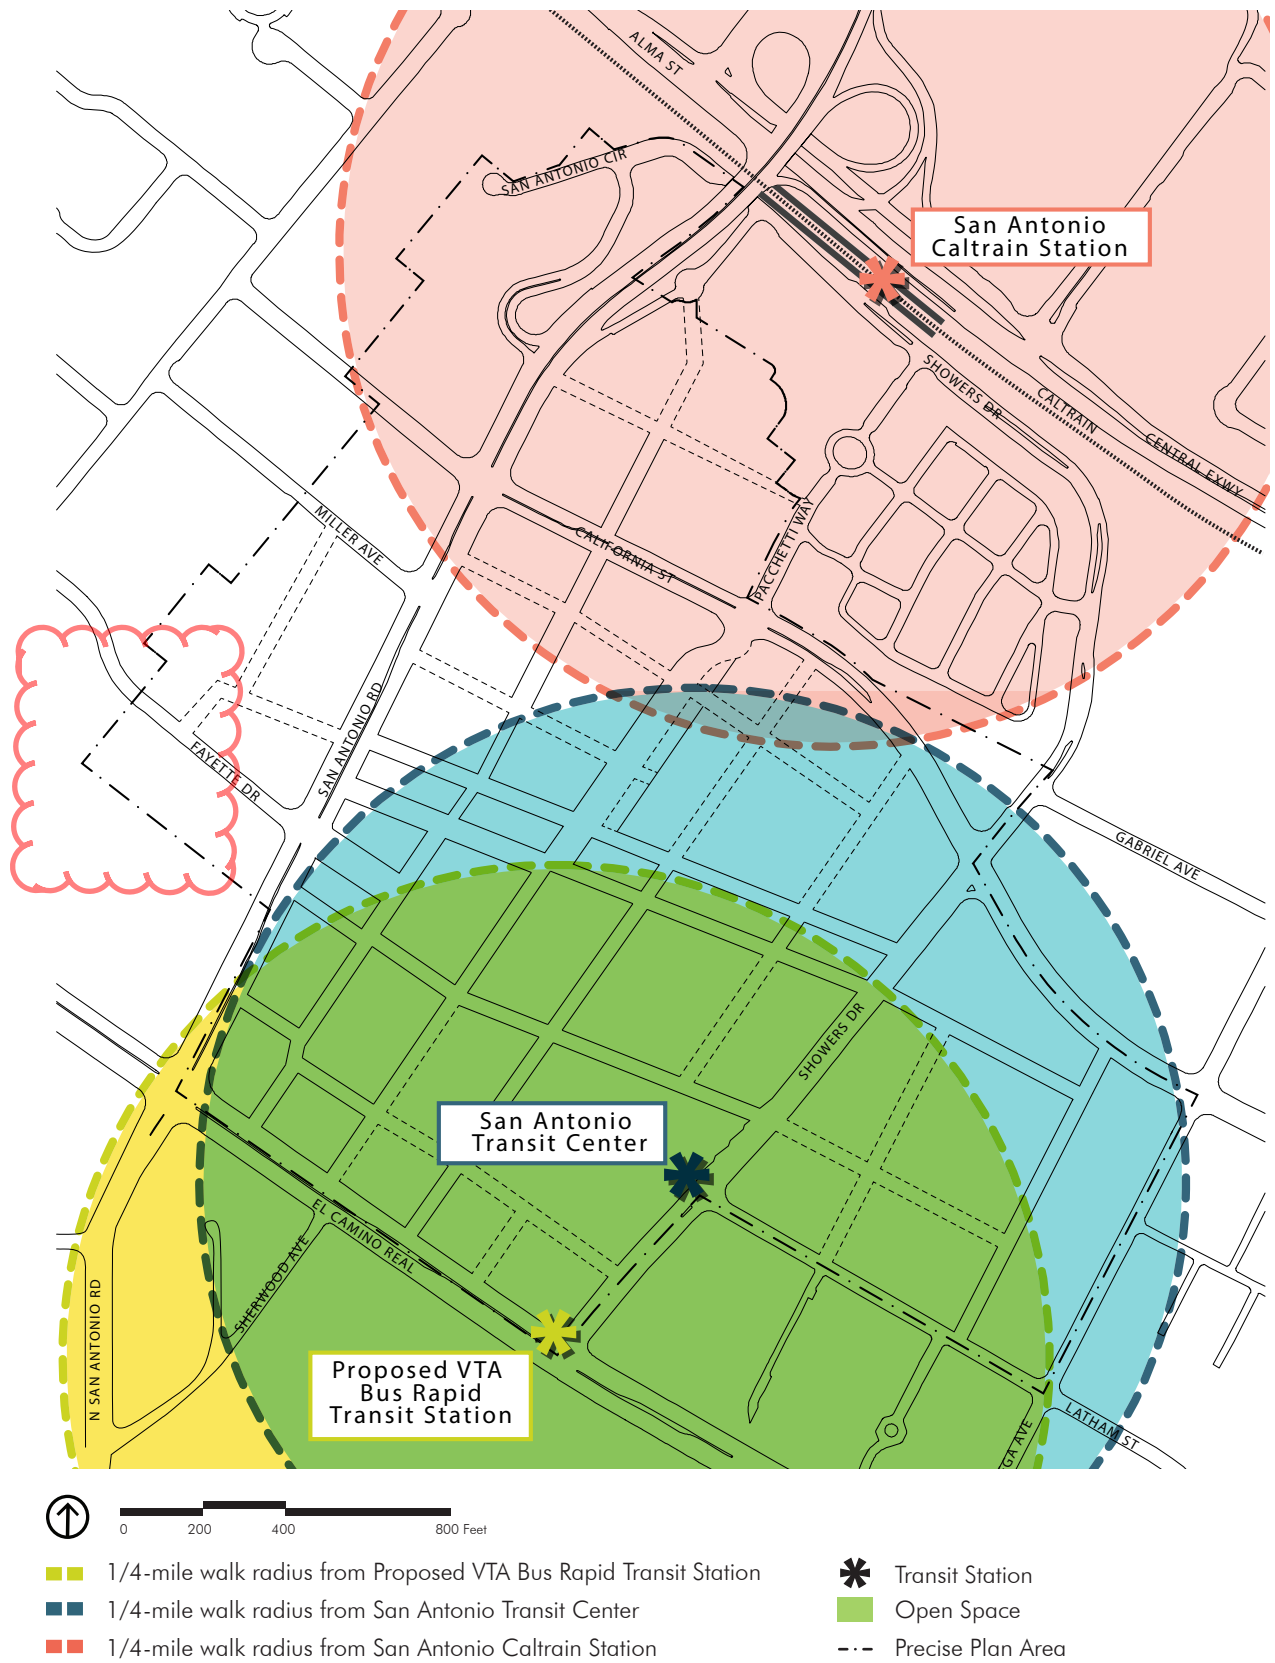 ALMA ST
SAN ANTONIO CIR
San Antonio
Caltrain Station
SHOWERS DR
CALTRAIN
CENTRAL EXWY
MILLER AVE
CALIFORNIA ST
PACCHETTI WAY
SAN ANTONIO RD
FAYETTE DR
GABRIEL AVE
SHOWERS DR
San Antonio
Transit Center
EL CAMINO REAL
SHERWOOD AVE
N SAN ANTONIO RD
Proposed VTA
Bus Rapid
Transit Station
LATHAM ST
GA AVE
0 200 400 800 Feet
1/4-mile walk radius from Proposed VTA Bus Rapid Transit Station
1/4-mile walk radius from San Antonio Transit Center
1/4-mile walk radius from San Antonio Caltrain Station
Transit Station
Open Space
Precise Plan Area